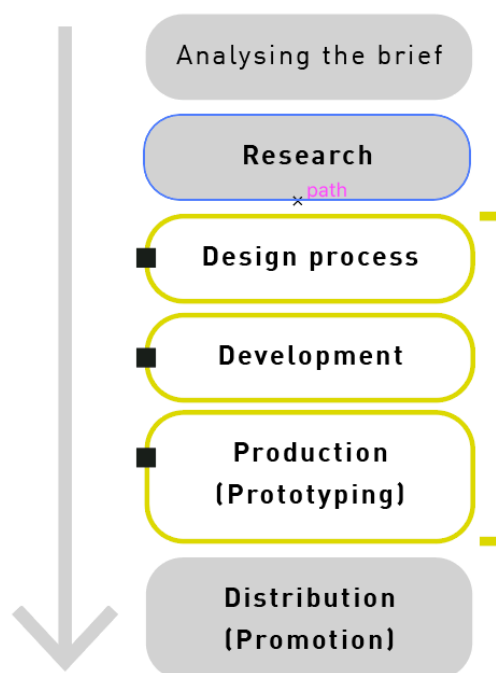 Analysing the brief
Research
path
Design process
Development
Production
(Prototyping)
Distribution
(Promotion)